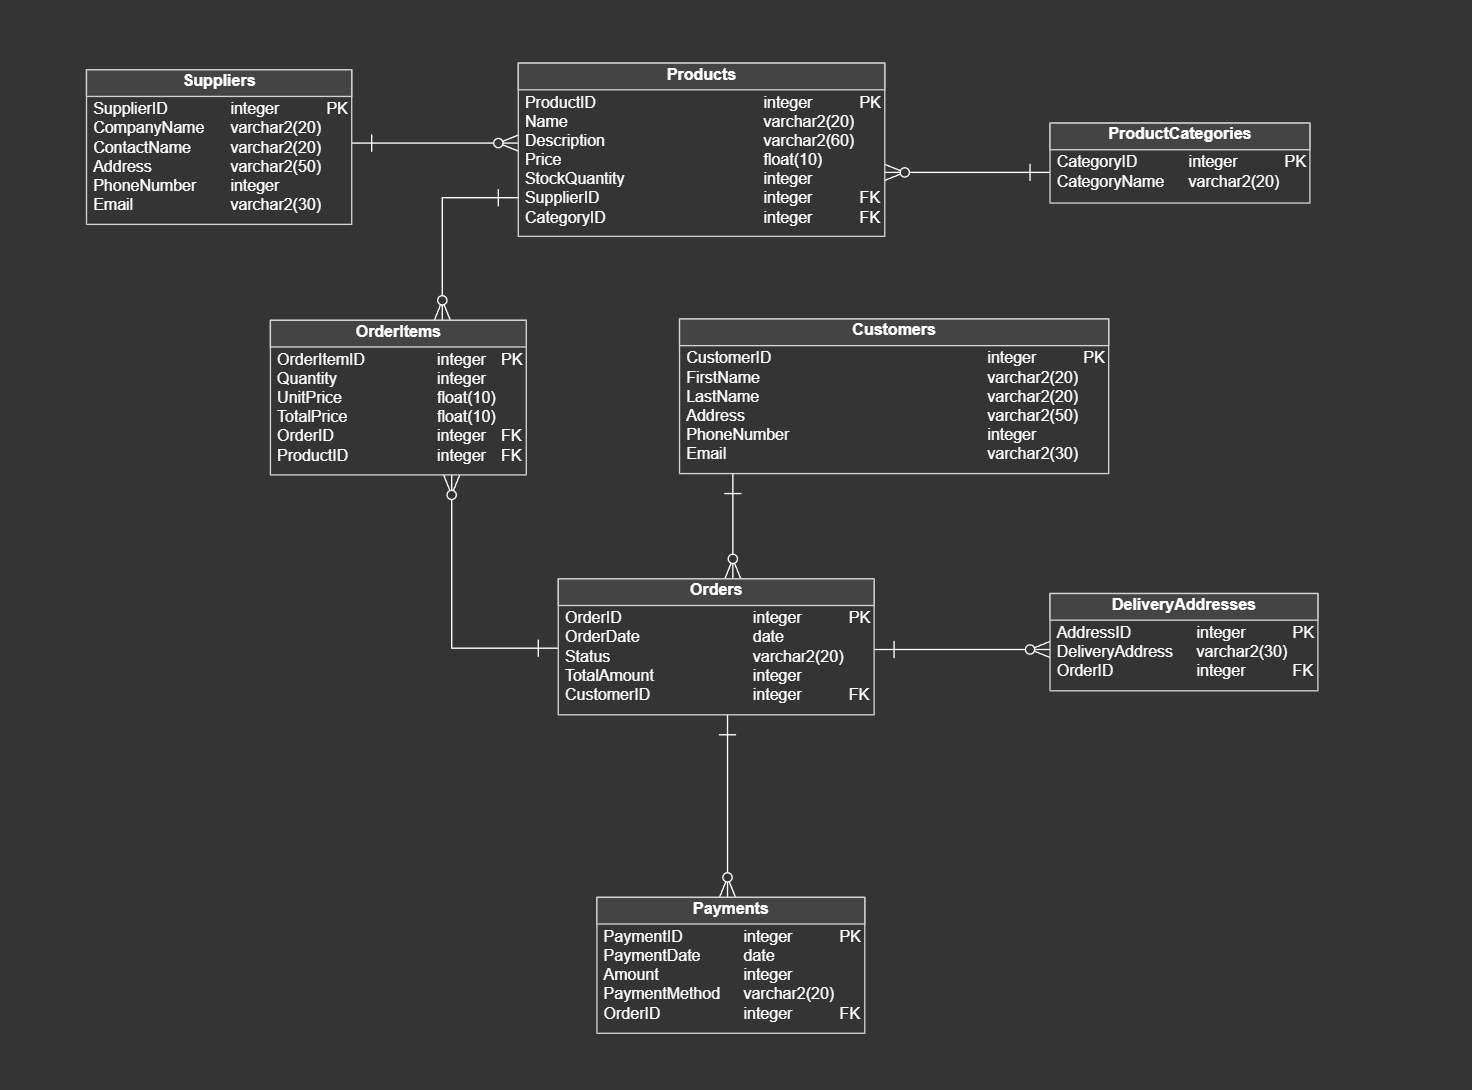 Suppliers
SupplierID integer PK
CompanyName varchar2(20)
ContactName varchar2(20)
Address varchar2(50)
PhoneNumber integer
Email varchar2(30)
Products
ProductID integer PK
Name varchar2(20)
Description varchar2(60)
Price float(10)
StockQuantity integer
SupplierID integer FK
CategoryID integer FK
ProductCategories
CategoryID integer PK
CategoryName varchar2(20)
OrderItems
OrderItemID integer PK
Quantity integer
UnitPrice float(10)
TotalPrice float(10)
OrderID integer FK
ProductID integer FK
Customers
CustomerID integer PK
FirstName varchar2(20)
LastName varchar2(20)
Address varchar2(50)
PhoneNumber integer
Email varchar2(30)
Orders
OrderID integer PK
OrderDate date
Status varchar2(20)
TotalAmount integer
CustomerID integer FK
DeliveryAddresses
AddressID integer PK
DeliveryAddress varchar2(30)
OrderID integer FK
Payments
PaymentID integer PK
PaymentDate date
Amount integer
PaymentMethod varchar2(20)
OrderID integer FK